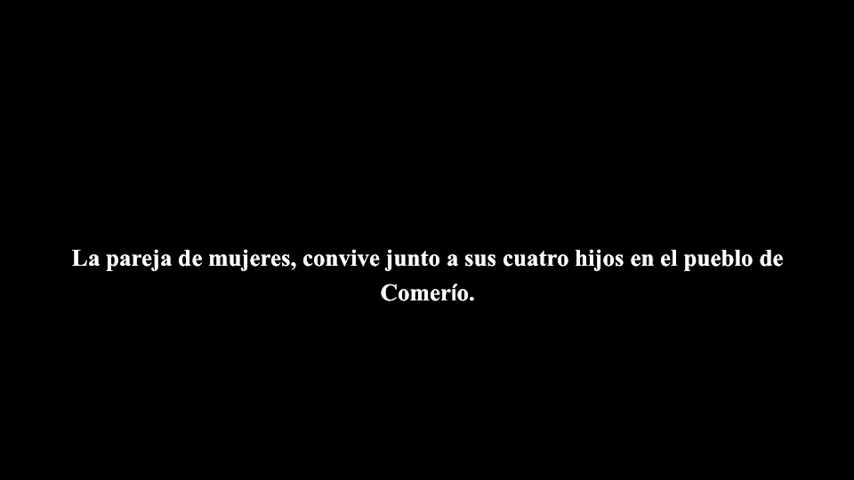 La pareja de mujeres, convive junto a sus cuatro hijos en el pueblo de
Comerío.